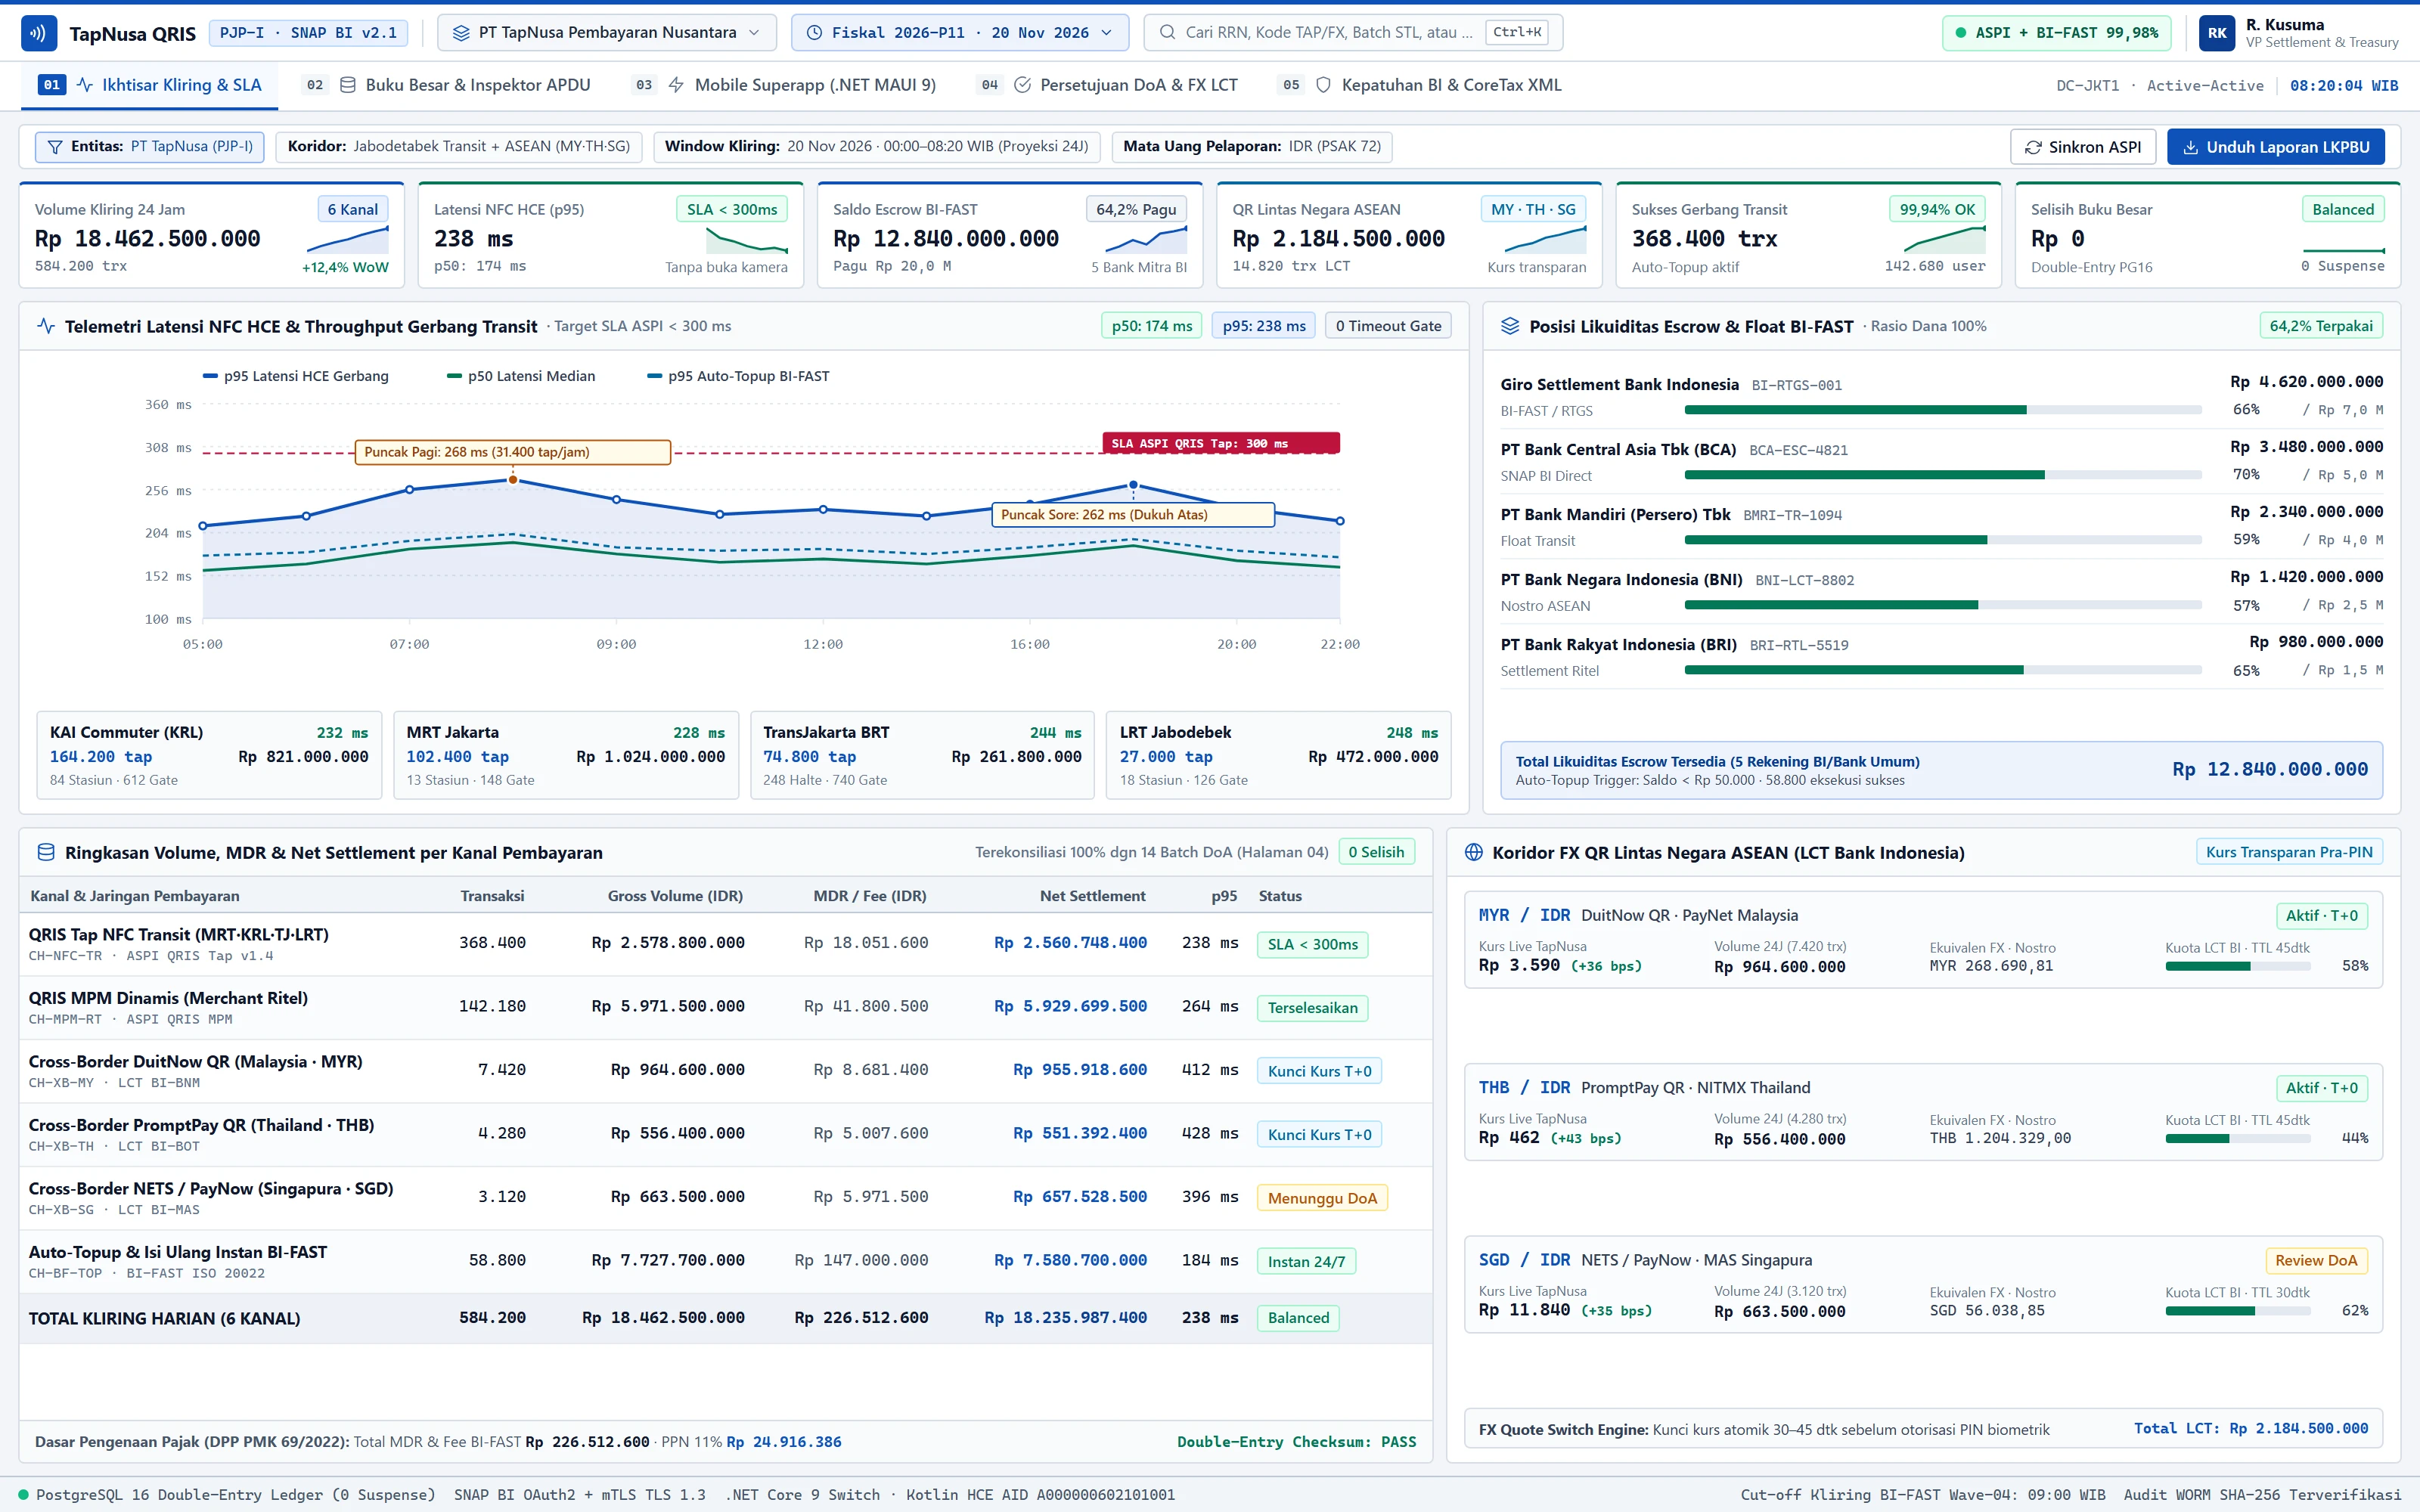 TapNusa QRIS
PJP-I · SNAP BI v2.1
PT TapNusa Pembayaran Nusantara
Fiskal 2026-P11 · 20 Nov 2026
Cari RRN, Kode TAP/FX, Batch STL, atau ...
Ctrl+K
ASPI + BI-FAST 99,98%
RK
R. Kusuma
VP Settlement & Treasury
01 Ikhtisar Kliring & SLA
02 Buku Besar & Inspektor APDU
03 Mobile Superapp (.NET MAUI 9)
04 Persetujuan DoA & FX LCT
05 Kepatuhan BI & CoreTax XML
DC-JKT1 · Active-Active
08:20:04 WIB
Entitas: PT TapNusa (PJP-I)
Koridor: Jabodetabek Transit + ASEAN (MY·TH·SG)
Window Kliring: 20 Nov 2026 · 00:00–08:20 WIB (Proyeksi 24J)
Mata Uang Pelaporan: IDR (PSAK 72)
Sinkron ASPI
Unduh Laporan LKPBU
Volume Kliring 24 Jam
6 Kanal
Rp 18.462.500.000
584.200 trx
+12,4% WoW
Latensi NFC HCE (p95)
SLA < 300ms
238 ms
p50: 174 ms
Tanpa buka kamera
Saldo Escrow BI-FAST
64,2% Pagu
Rp 12.840.000.000
Pagu Rp 20,0 M
5 Bank Mitra BI
QR Lintas Negara ASEAN
MY · TH · SG
Rp 2.184.500.000
14.820 trx LCT
Kurs transparan
Sukses Gerbang Transit
99,94% OK
368.400 trx
Auto-Topup aktif
142.680 user
Selisih Buku Besar
Balanced
Rp 0
Double-Entry PG16
0 Suspense
Telemetri Latensi NFC HCE & Throughput Gerbang Transit · Target SLA ASPI < 300 ms
p50: 174 ms
p95: 238 ms
0 Timeout Gate
p95 Latensi HCE Gerbang
p50 Latensi Median
p95 Auto-Topup BI-FAST
360 ms
308 ms
256 ms
204 ms
152 ms
100 ms
Puncak Pagi: 268 ms (31.400 tap/jam)
SLA ASPI QRIS Tap: 300 ms
Puncak Sore: 262 ms (Dukuh Atas)
05:00
07:00
09:00
12:00
16:00
20:00
22:00
KAI Commuter (KRL)
232 ms
164.200 tap
Rp 821.000.000
84 Stasiun · 612 Gate
MRT Jakarta
228 ms
102.400 tap
Rp 1.024.000.000
13 Stasiun · 148 Gate
TransJakarta BRT
244 ms
74.800 tap
Rp 261.800.000
248 Halte · 740 Gate
LRT Jabodebek
248 ms
27.000 tap
Rp 472.000.000
18 Stasiun · 126 Gate
Posisi Likuiditas Escrow & Float BI-FAST · Rasio Dana 100%
64,2% Terpakai
Giro Settlement Bank Indonesia BI-RTGS-001
Rp 4.620.000.000
BI-FAST / RTGS
66% / Rp 7,0 M
PT Bank Central Asia Tbk (BCA) BCA-ESC-4821
Rp 3.480.000.000
SNAP BI Direct
70% / Rp 5,0 M
PT Bank Mandiri (Persero) Tbk BMRI-TR-1094
Rp 2.340.000.000
Float Transit
59% / Rp 4,0 M
PT Bank Negara Indonesia (BNI) BNI-LCT-8802
Rp 1.420.000.000
Nostro ASEAN
57% / Rp 2,5 M
PT Bank Rakyat Indonesia (BRI) BRI-RTL-5519
Rp 980.000.000
Settlement Ritel
65% / Rp 1,5 M
Total Likuiditas Escrow Tersedia (5 Rekening BI/Bank Umum)
Auto-Topup Trigger: Saldo < Rp 50.000 · 58.800 eksekusi sukses
Rp 12.840.000.000
Ringkasan Volume, MDR & Net Settlement per Kanal Pembayaran
Terekonsiliasi 100% dgn 14 Batch DoA (Halaman 04)
0 Selisih
Kanal & Jaringan Pembayaran Transaksi Gross Volume (IDR) MDR / Fee (IDR) Net Settlement p95 Status
QRIS Tap NFC Transit (MRT·KRL·TJ·LRT)
CH-NFC-TR · ASPI QRIS Tap v1.4
368.400 Rp 2.578.800.000 Rp 18.051.600 Rp 2.560.748.400 238 ms SLA < 300ms
QRIS MPM Dinamis (Merchant Ritel)
CH-MPM-RT · ASPI QRIS MPM
142.180 Rp 5.971.500.000 Rp 41.800.500 Rp 5.929.699.500 264 ms Terselesaikan
Cross-Border DuitNow QR (Malaysia · MYR)
CH-XB-MY · LCT BI-BNM
7.420 Rp 964.600.000 Rp 8.681.400 Rp 955.918.600 412 ms Kunci Kurs T+0
Cross-Border PromptPay QR (Thailand · THB)
CH-XB-TH · LCT BI-BOT
4.280 Rp 556.400.000 Rp 5.007.600 Rp 551.392.400 428 ms Kunci Kurs T+0
Cross-Border NETS / PayNow (Singapura · SGD)
CH-XB-SG · LCT BI-MAS
3.120 Rp 663.500.000 Rp 5.971.500 Rp 657.528.500 396 ms Menunggu DoA
Auto-Topup & Isi Ulang Instan BI-FAST
CH-BF-TOP · BI-FAST ISO 20022
58.800 Rp 7.727.700.000 Rp 147.000.000 Rp 7.580.700.000 184 ms Instan 24/7
TOTAL KLIRING HARIAN (6 KANAL) 584.200 Rp 18.462.500.000 Rp 226.512.600 Rp 18.235.987.400 238 ms Balanced
Dasar Pengenaan Pajak (DPP PMK 69/2022): Total MDR & Fee BI-FAST Rp 226.512.600 · PPN 11% Rp 24.916.386
Double-Entry Checksum: PASS
Koridor FX QR Lintas Negara ASEAN (LCT Bank Indonesia)
Kurs Transparan Pra-PIN
MYR / IDR DuitNow QR · PayNet Malaysia
Aktif · T+0
Kurs Live TapNusa
Rp 3.590 (+36 bps)
Volume 24J (7.420 trx)
Rp 964.600.000
Ekuivalen FX · Nostro
MYR 268.690,81
Kuota LCT BI · TTL 45dtk
58%
THB / IDR PromptPay QR · NITMX Thailand
Aktif · T+0
Kurs Live TapNusa
Rp 462 (+43 bps)
Volume 24J (4.280 trx)
Rp 556.400.000
Ekuivalen FX · Nostro
THB 1.204.329,00
Kuota LCT BI · TTL 45dtk
44%
SGD / IDR NETS / PayNow · MAS Singapura
Review DoA
Kurs Live TapNusa
Rp 11.840 (+35 bps)
Volume 24J (3.120 trx)
Rp 663.500.000
Ekuivalen FX · Nostro
SGD 56.038,85
Kuota LCT BI · TTL 30dtk
62%
FX Quote Switch Engine: Kunci kurs atomik 30–45 dtk sebelum otorisasi PIN biometrik
Total LCT: Rp 2.184.500.000
PostgreSQL 16 Double-Entry Ledger (0 Suspense) SNAP BI OAuth2 + mTLS TLS 1.3 .NET Core 9 Switch · Kotlin HCE AID A000000602101001
Cut-off Kliring BI-FAST Wave-04: 09:00 WIB Audit WORM SHA-256 Terverifikasi